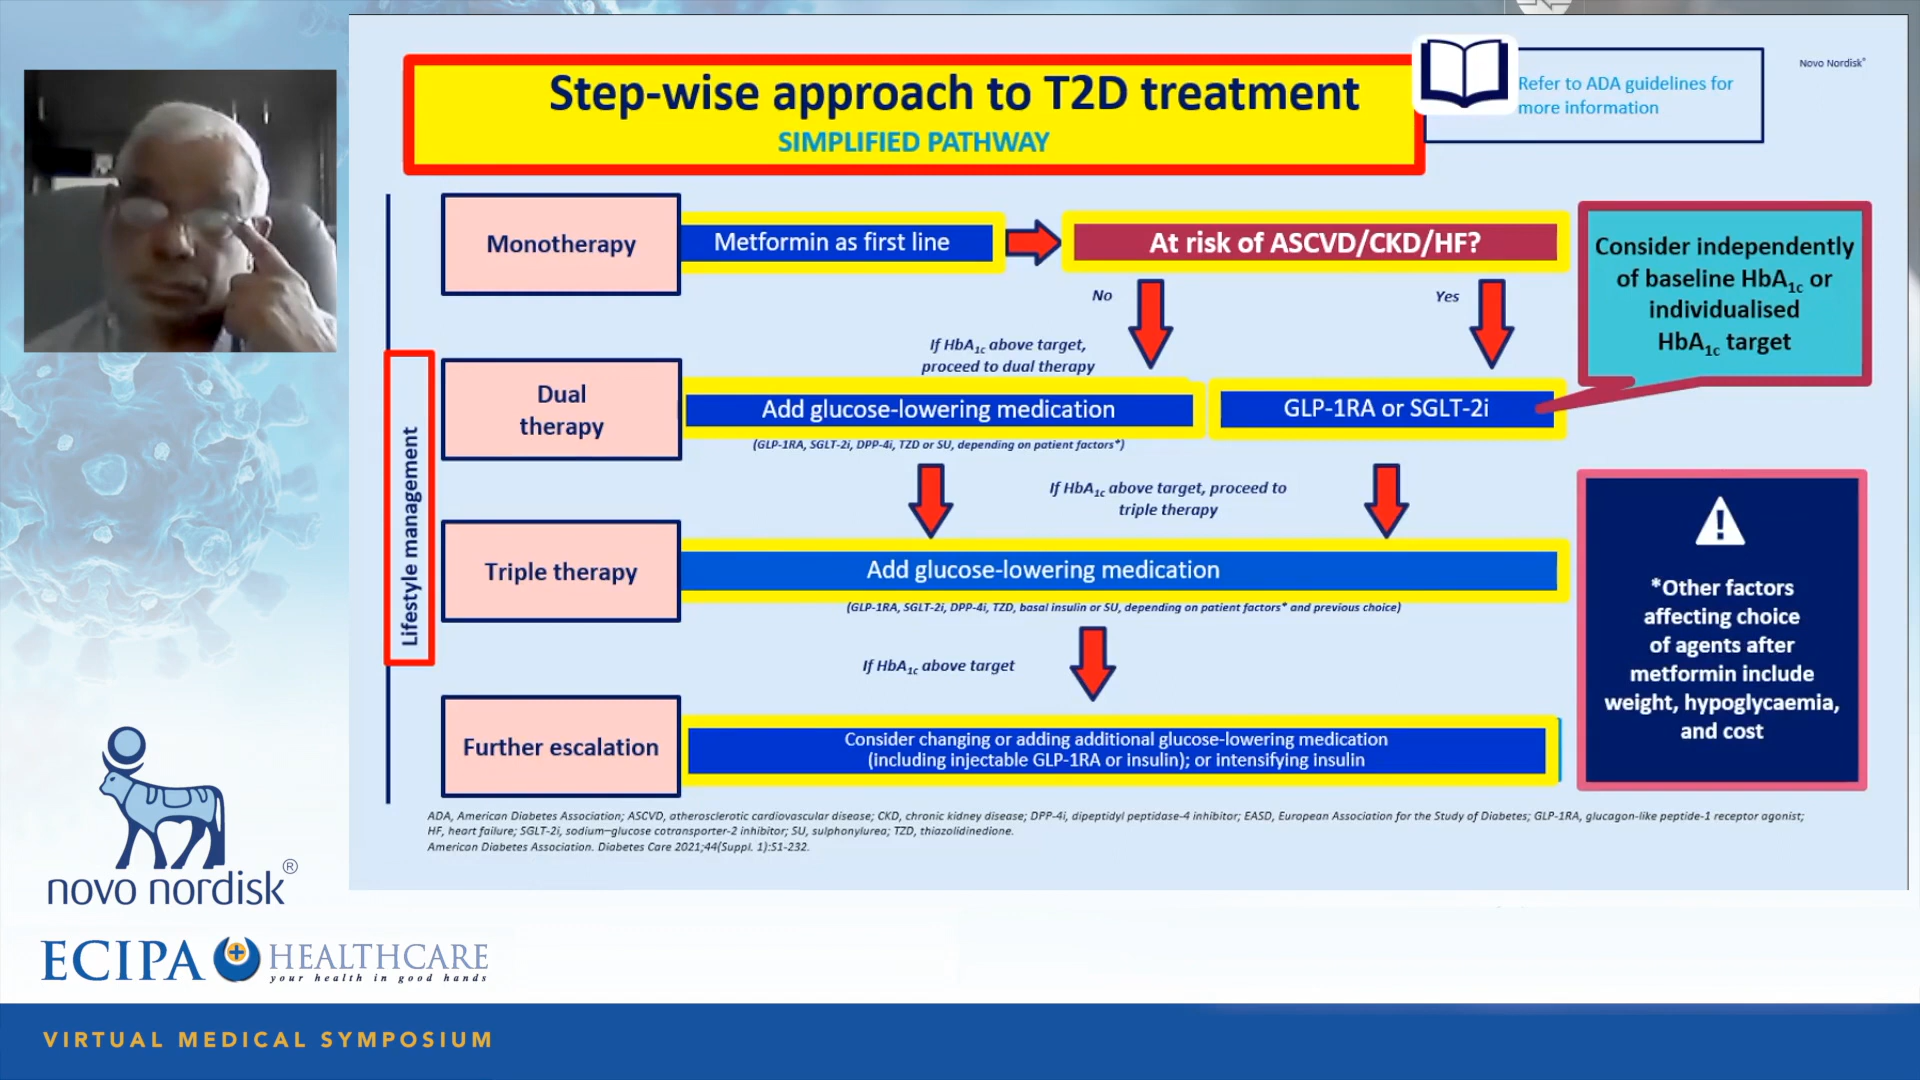 Step-wise approach to T2D treatment
SIMPLIFIED PATHWAY
Refer to ADA guidelines for
more information
Novo Nordisk®
Monotherapy
Metformin as first line
At risk of ASCVD/CKD/HF?
Consider independently
of baseline HbA1c or
individualised
HbA1c target
No
Yes
If HbA1c above target,
proceed to dual therapy
Dual
therapy
Add glucose-lowering medication
GLP-1RA or SGLT-2i
(GLP-1RA, SGLT-2i, DPP-4i, TZD or SU, depending on patient factors*)
Lifestyle management
If HbA1c above target, proceed to
triple therapy
Triple therapy
Add glucose-lowering medication
(GLP-1RA, SGLT-2i, DPP-4i, TZD, basal insulin or SU, depending on patient factors* and previous choice)
*Other factors
affecting choice
of agents after
metformin include
weight, hypoglycaemia,
and cost
If HbA1c above target
Further escalation
Consider changing or adding additional glucose-lowering medication
(including injectable GLP-1RA or insulin); or intensifying insulin
ADA, American Diabetes Association; ASCVD, atherosclerotic cardiovascular disease; CKD, chronic kidney disease; DPP-4i, dipeptidyl peptidase-4 inhibitor; EASD, European Association for the Study of Diabetes; GLP-1RA, glucagon-like peptide-1 receptor agonist;
HF, heart failure; SGLT-2i, sodium–glucose cotransporter-2 inhibitor; SU, sulphonylurea; TZD, thiazolidinedione.
American Diabetes Association. Diabetes Care 2021;44(Suppl. 1):S1-232.
novo nordisk®
ECIPA HEALTHCARE
your health in good hands
VIRTUAL MEDICAL SYMPOSIUM